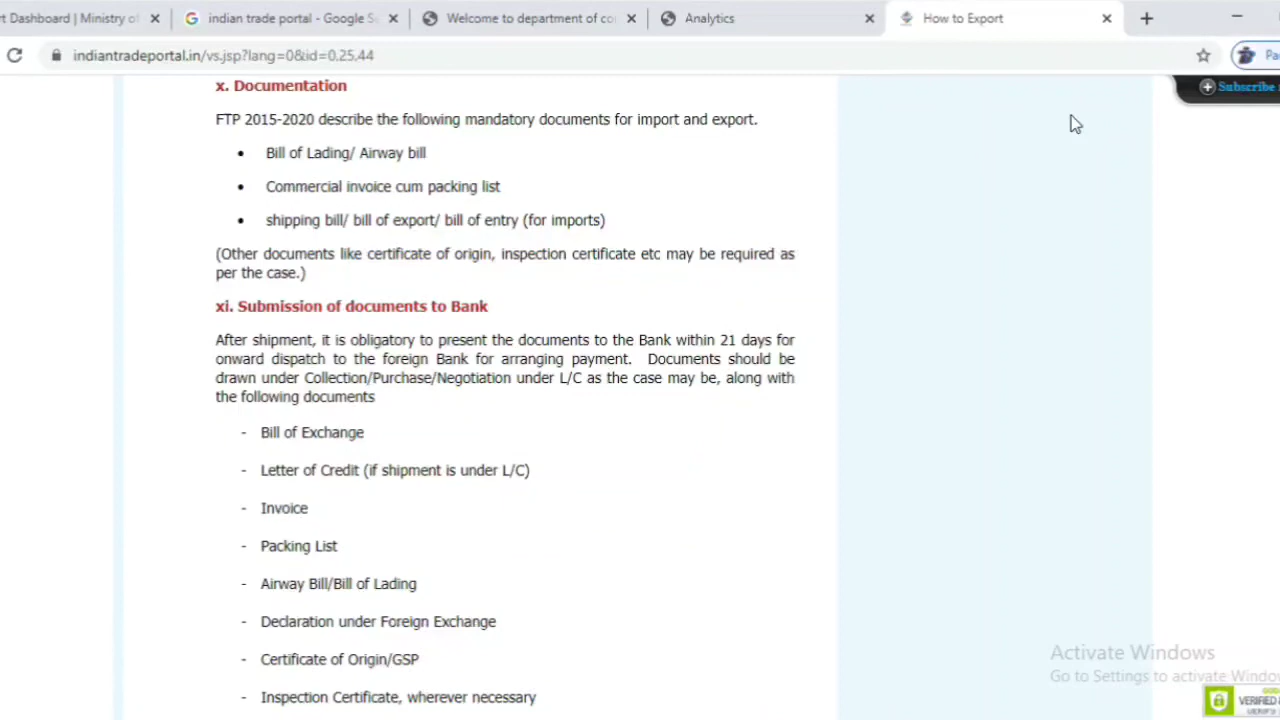 rt Dashboard | Ministry of
indian trade portal - Google S
Welcome to department of co
Analytics
How to Export
indiantradeportal.in/vs.jsp?lang=0&id=0,25,44
Pa
Subscribe
x. Documentation
FTP 2015-2020 describe the following mandatory documents for import and export.
• Bill of Lading/ Airway bill
• Commercial invoice cum packing list
• shipping bill/ bill of export/ bill of entry (for imports)
(Other documents like certificate of origin, inspection certificate etc may be required as
per the case.)
xi. Submission of documents to Bank
After shipment, it is obligatory to present the documents to the Bank within 21 days for
onward dispatch to the foreign Bank for arranging payment. Documents should be
drawn under Collection/Purchase/Negotiation under L/C as the case may be, along with
the following documents
- Bill of Exchange
- Letter of Credit (if shipment is under L/C)
- Invoice
- Packing List
- Airway Bill/Bill of Lading
- Declaration under Foreign Exchange
- Certificate of Origin/GSP
- Inspection Certificate, wherever necessary
Activate Windows
Go to Settings to activate Windo
VERIFIED